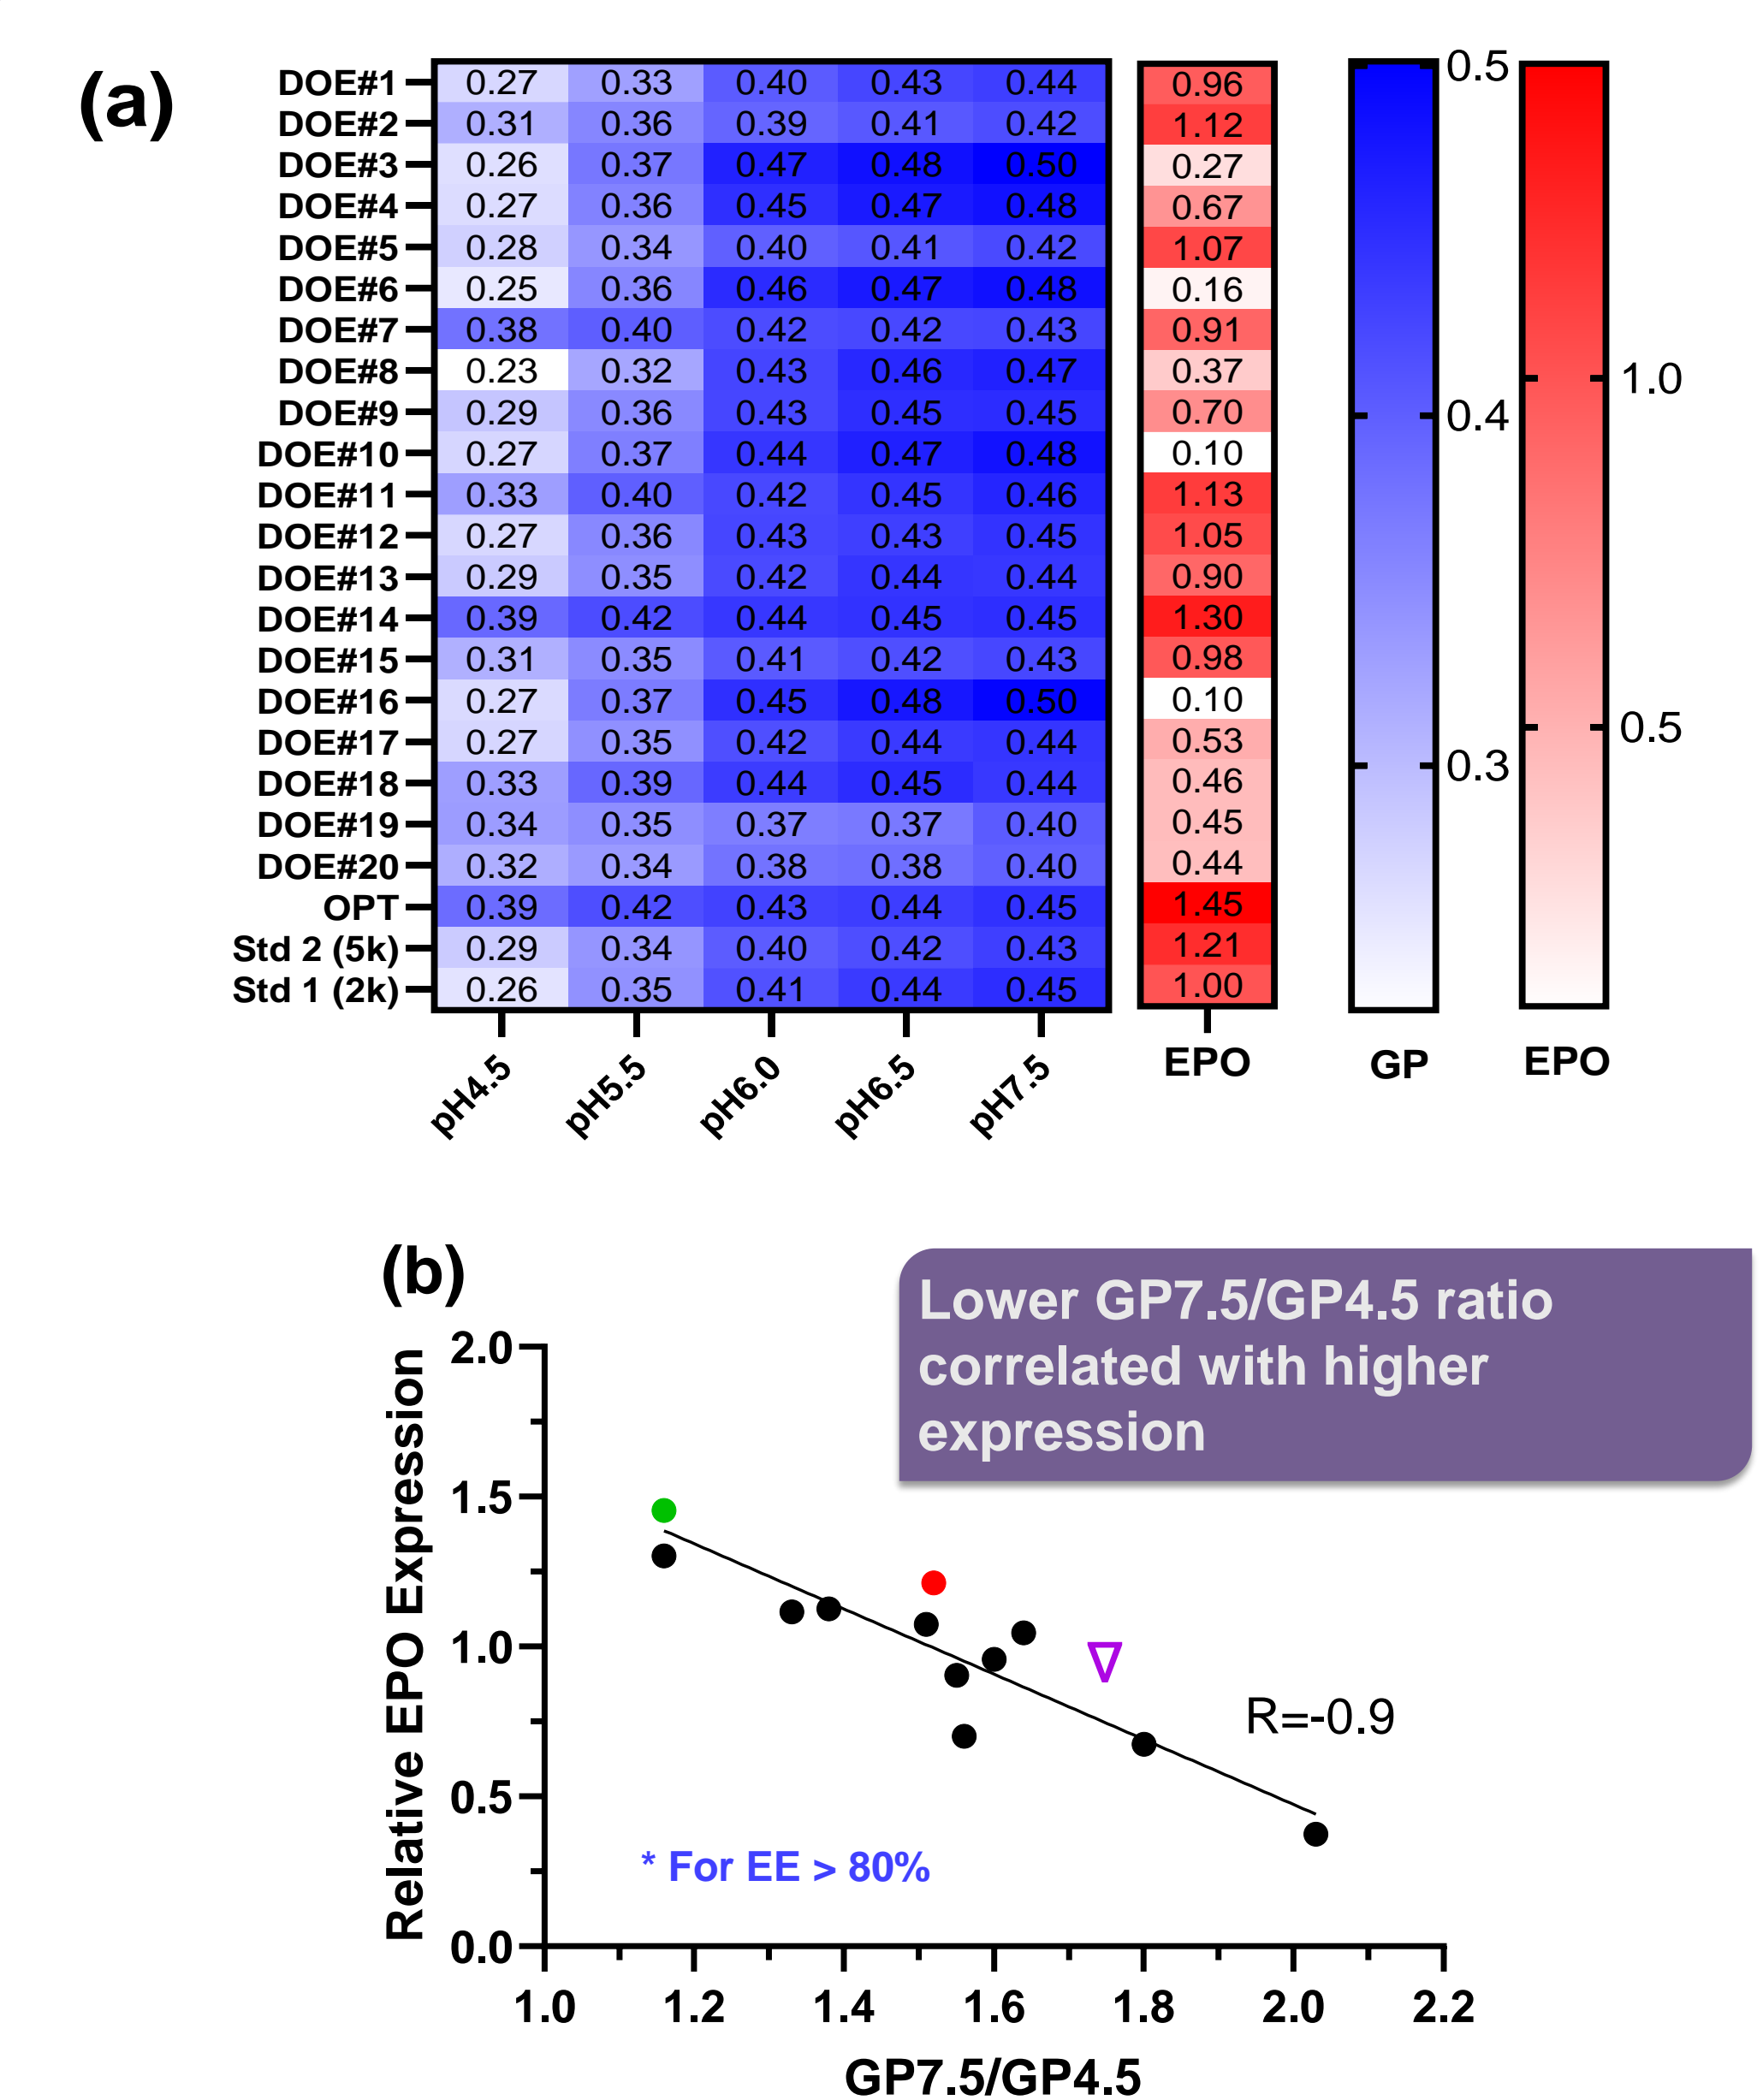 (a)
DOE#1 0.27 0.33 0.40 0.43 0.44 0.96
DOE#2 0.31 0.36 0.39 0.41 0.42 1.12
DOE#3 0.26 0.37 0.47 0.48 0.50 0.27
DOE#4 0.27 0.36 0.45 0.47 0.48 0.67
DOE#5 0.28 0.34 0.40 0.41 0.42 1.07
DOE#6 0.25 0.36 0.46 0.47 0.48 0.16
DOE#7 0.38 0.40 0.42 0.42 0.43 0.91
DOE#8 0.23 0.32 0.43 0.46 0.47 0.37
DOE#9 0.29 0.36 0.43 0.45 0.45 0.70
DOE#10 0.27 0.37 0.44 0.47 0.48 0.10
DOE#11 0.33 0.40 0.42 0.45 0.46 1.13
DOE#12 0.27 0.36 0.43 0.43 0.45 1.05
DOE#13 0.29 0.35 0.42 0.44 0.44 0.90
DOE#14 0.39 0.42 0.44 0.45 0.45 1.30
DOE#15 0.31 0.35 0.41 0.42 0.43 0.98
DOE#16 0.27 0.37 0.45 0.48 0.50 0.10
DOE#17 0.27 0.35 0.42 0.44 0.44 0.53
DOE#18 0.33 0.39 0.44 0.45 0.44 0.46
DOE#19 0.34 0.35 0.37 0.37 0.40 0.45
DOE#20 0.32 0.34 0.38 0.38 0.40 0.44
OPT 0.39 0.42 0.43 0.44 0.45 1.45
Std 2 (5k) 0.29 0.34 0.40 0.42 0.43 1.21
Std 1 (2k) 0.26 0.35 0.41 0.44 0.45 1.00
pH4.5 pH5.5 pH6.0 pH6.5 pH7.5 EPO
0.5
0.4
0.3
GP
1.0
0.5
EPO
(b)
Lower GP7.5/GP4.5 ratio
correlated with higher
expression
Relative EPO Expression
2.0
1.5
1.0
0.5
0.0
R=-0.9
* For EE > 80%
1.0 1.2 1.4 1.6 1.8 2.0 2.2
GP7.5/GP4.5